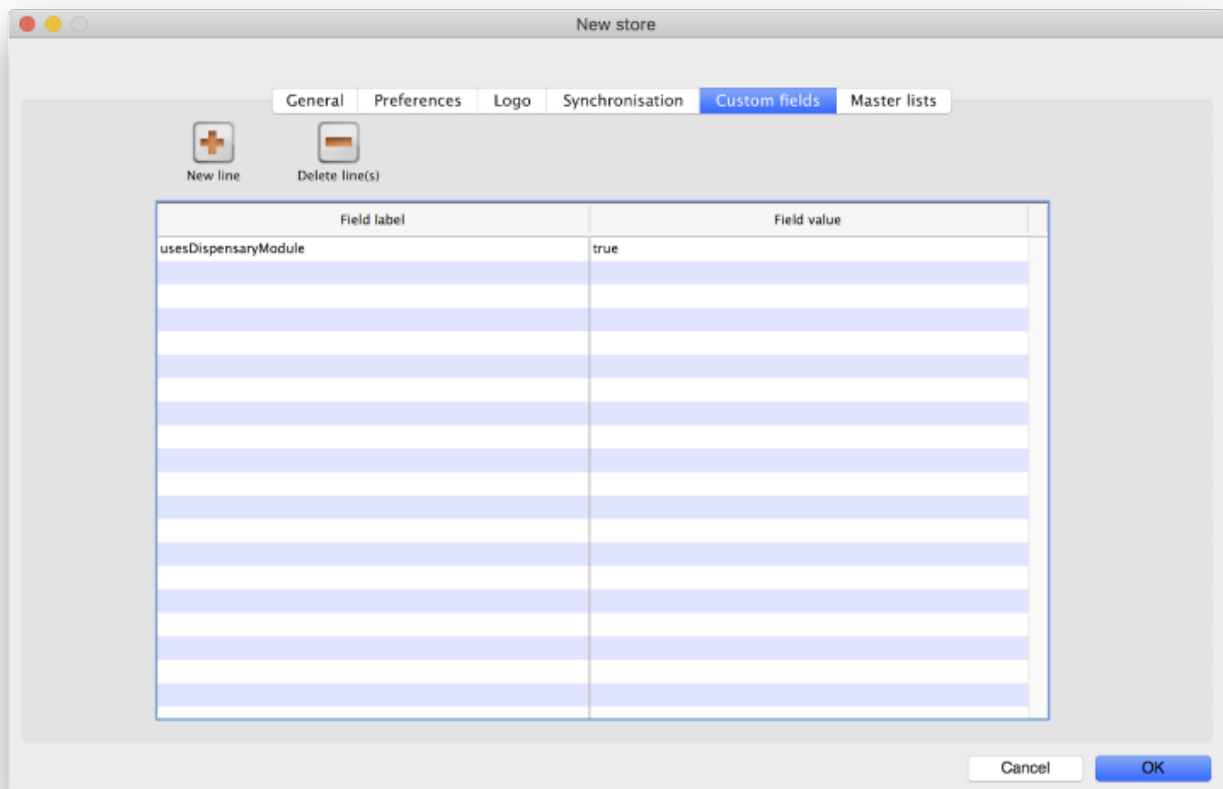 New store
General Preferences Logo Synchronisation Custom fields Master lists
New line Delete line(s)
Field label Field value
usesDispensaryModule true
Cancel OK